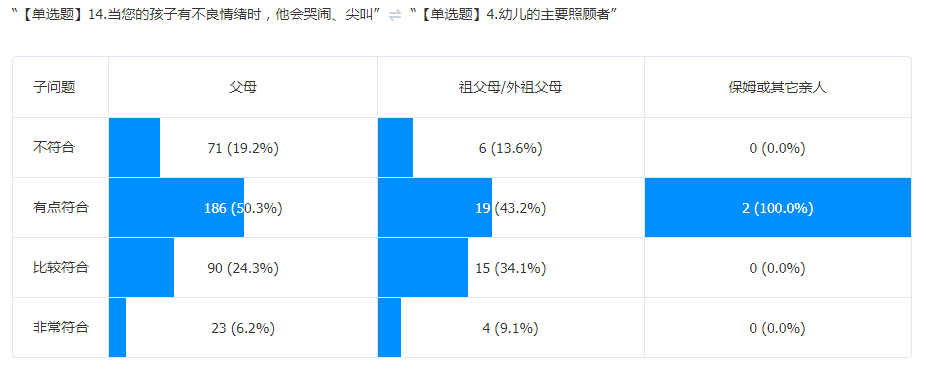 “【单选题】14.当您的孩子有不良情绪时，他会哭闹、尖叫” ⇌ “【单选题】4.幼儿的主要照顾者”
子问题 父母 祖父母/外祖父母 保姆或其它亲人
不符合 71 (19.2%) 6 (13.6%) 0 (0.0%)
有点符合 186 (50.3%) 19 (43.2%) 2 (100.0%)
比较符合 90 (24.3%) 15 (34.1%) 0 (0.0%)
非常符合 23 (6.2%) 4 (9.1%) 0 (0.0%)